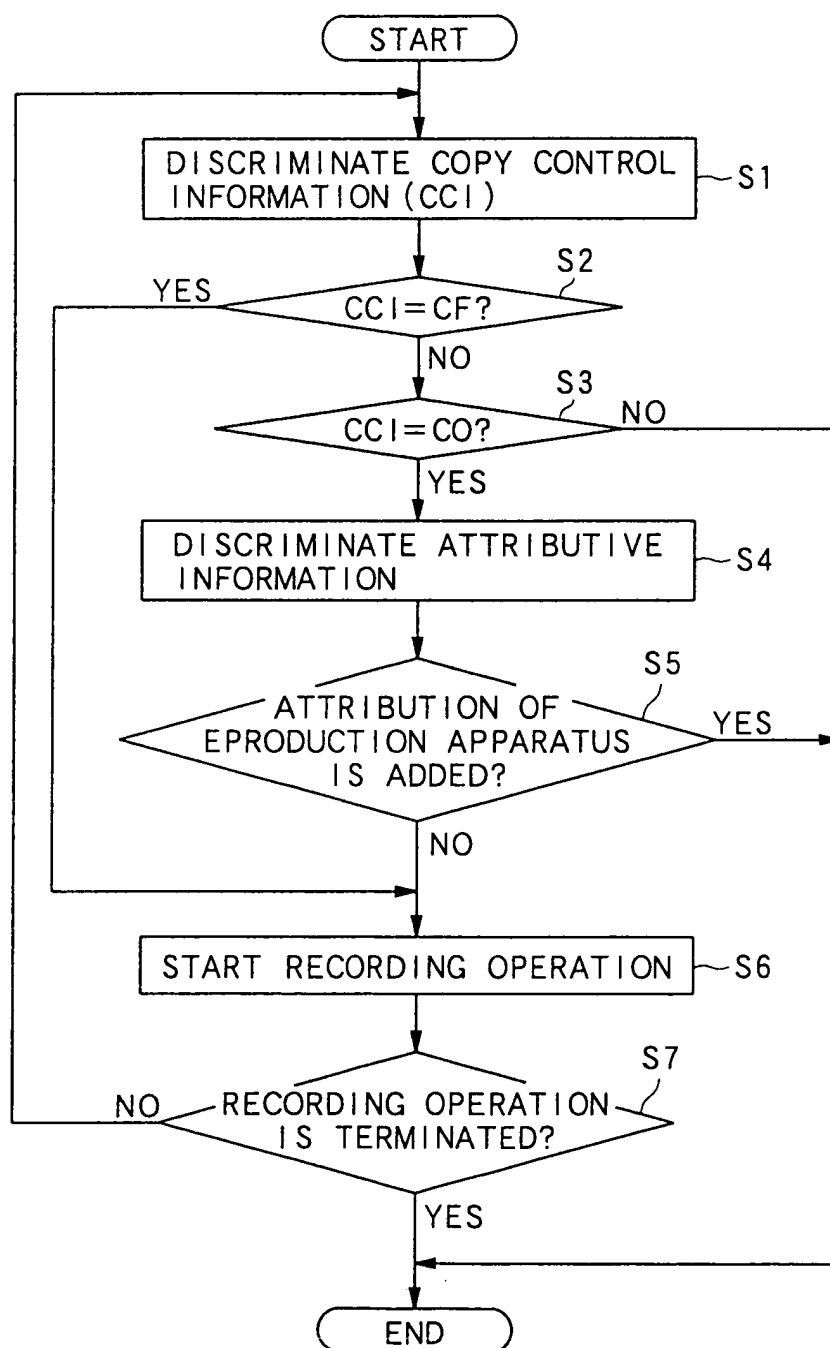 START
DISCRIMINATE COPY CONTROL
INFORMATION (CCI)
S1
S2
YES
CCI=CF?
NO
S3
NO
CCI=CO?
YES
DISCRIMINATE ATTRIBUTIVE
INFORMATION
S4
S5
ATTRIBUTION OF
EPRODUCTION APPARATUS
IS ADDED?
YES
NO
START RECORDING OPERATION
S6
S7
NO
RECORDING OPERATION
IS TERMINATED?
YES
END